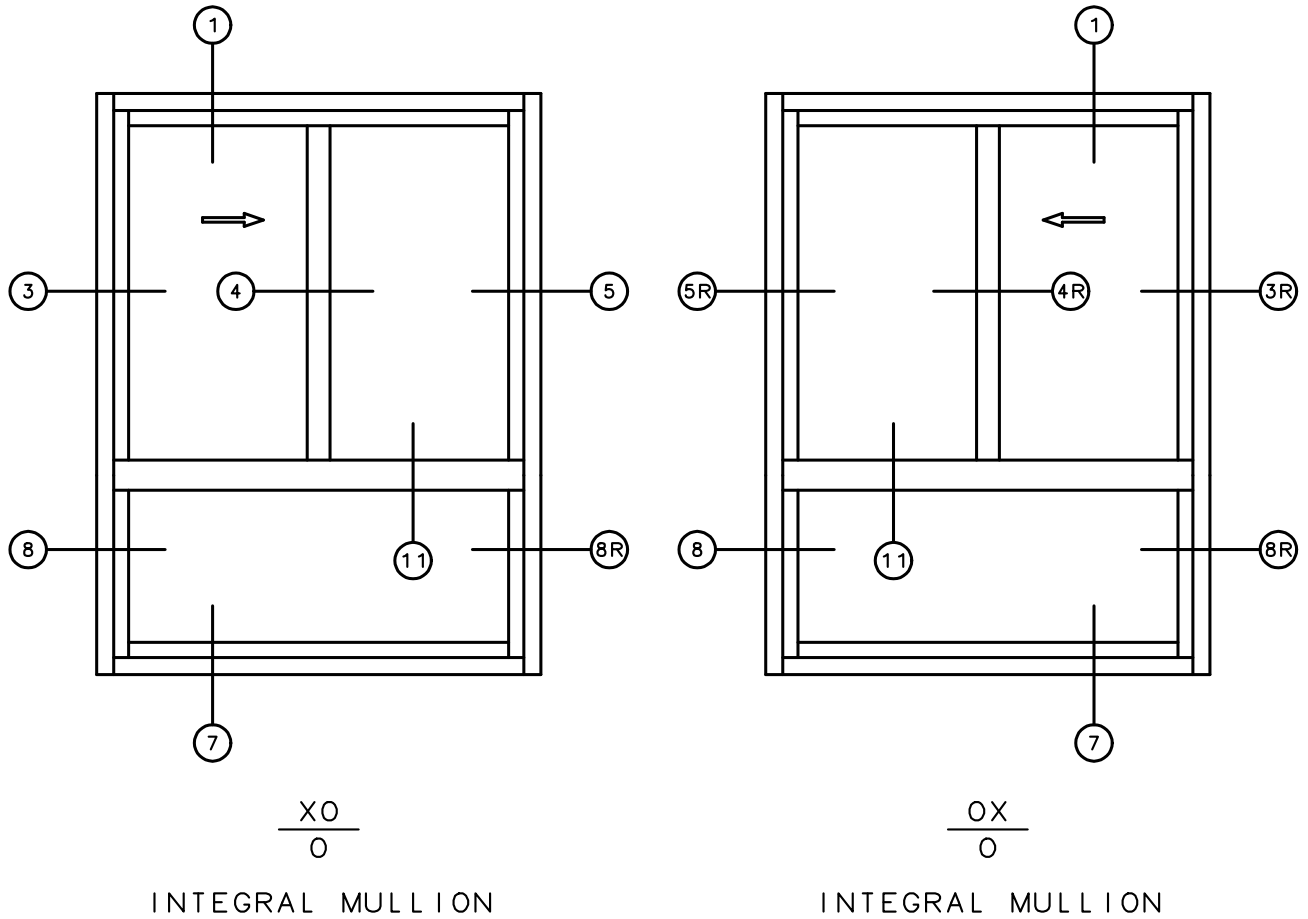 1
3
4
5
8
11
8R
7
XO
O
INTEGRAL MULLION
1
5R
4R
3R
8
11
8R
7
OX
O
INTEGRAL MULLION